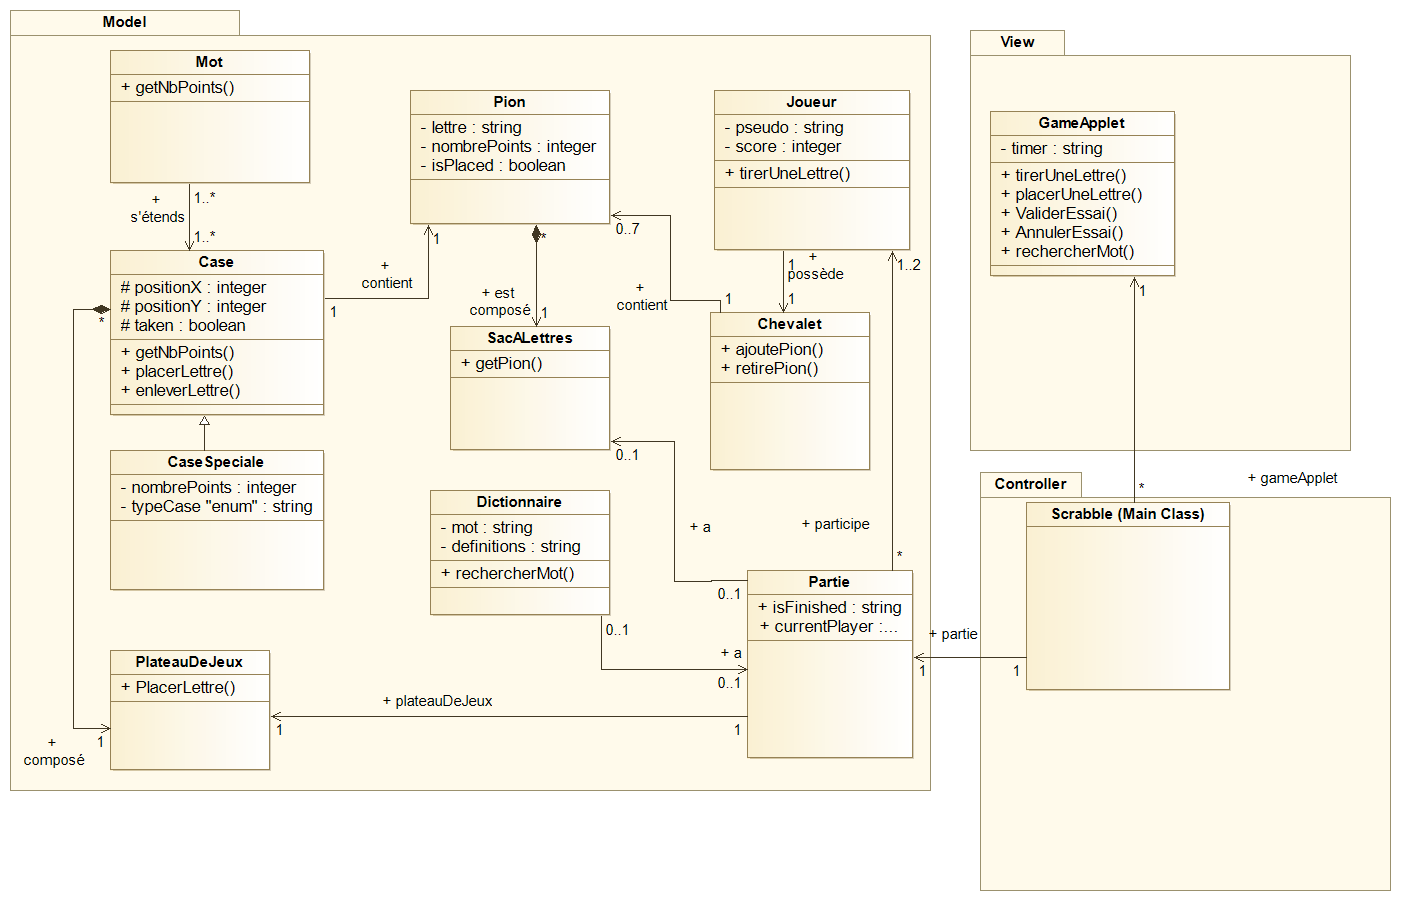 Model
Mot
+ getNbPoints()
+
s'étends
1..*
1..*
Case
# positionX : integer
# positionY : integer
# taken : boolean
+ getNbPoints()
+ placerLettre()
+ enleverLettre()
*
+
contient
1
1
CaseSpeciale
- nombrePoints : integer
- typeCase "enum" : string
PlateauDeJeux
+ PlacerLettre()
+
composé
1
Pion
- lettre : string
- nombrePoints : integer
- isPlaced : boolean
*
+ est
composé
1
SacALettres
+ getPion()
0..7
+
contient
1
Joueur
- pseudo : string
- score : integer
+ tirerUneLettre()
1
+
possède
1
1..2
Chevalet
+ ajoutePion()
+ retirePion()
0..1
+ a
0..1
Dictionnaire
- mot : string
- definitions : string
+ rechercherMot()
0..1
+ a
0..1
+ participe
*
Partie
+ isFinished : string
+ currentPlayer :...
+ plateauDeJeux
1
1
View
GameApplet
- timer : string
+ tirerUneLettre()
+ placerUneLettre()
+ ValiderEssai()
+ AnnulerEssai()
+ rechercherMot()
1
*
+ gameApplet
Controller
Scrabble (Main Class)
+ partie
1
1